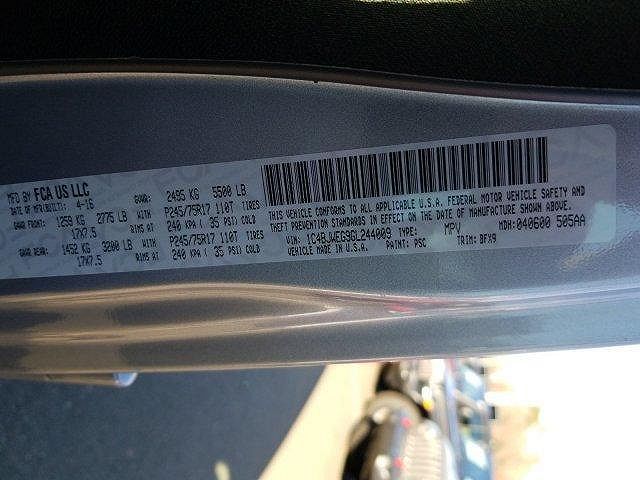 MFD BY FCA US LLC
DATE OF MFR(BUILT): 4-16 GVWR: 2495 KG 5500 LB
GAWR FRONT: 1259 KG 2775 LB WITH P245/75R17 110T TIRES
17X7.5 RIMS AT 240 KPA ( 35 PSI) COLD
GAWR REAR: 1452 KG 3200 LB WITH P245/75R17 110T TIRES
17X7.5 RIMS AT 240 KPA ( 35 PSI) COLD
THIS VEHICLE CONFORMS TO ALL APPLICABLE U.S.A. FEDERAL MOTOR VEHICLE SAFETY AND
THEFT PREVENTION STANDARDS IN EFFECT ON THE DATE OF MANUFACTURE SHOWN ABOVE.
VIN: 1C4BJWEG9GL244009 TYPE: MPV MDH: 040600 505AA
VEHICLE MADE IN U.S.A. PAINT: PSC TRIM: BFX9